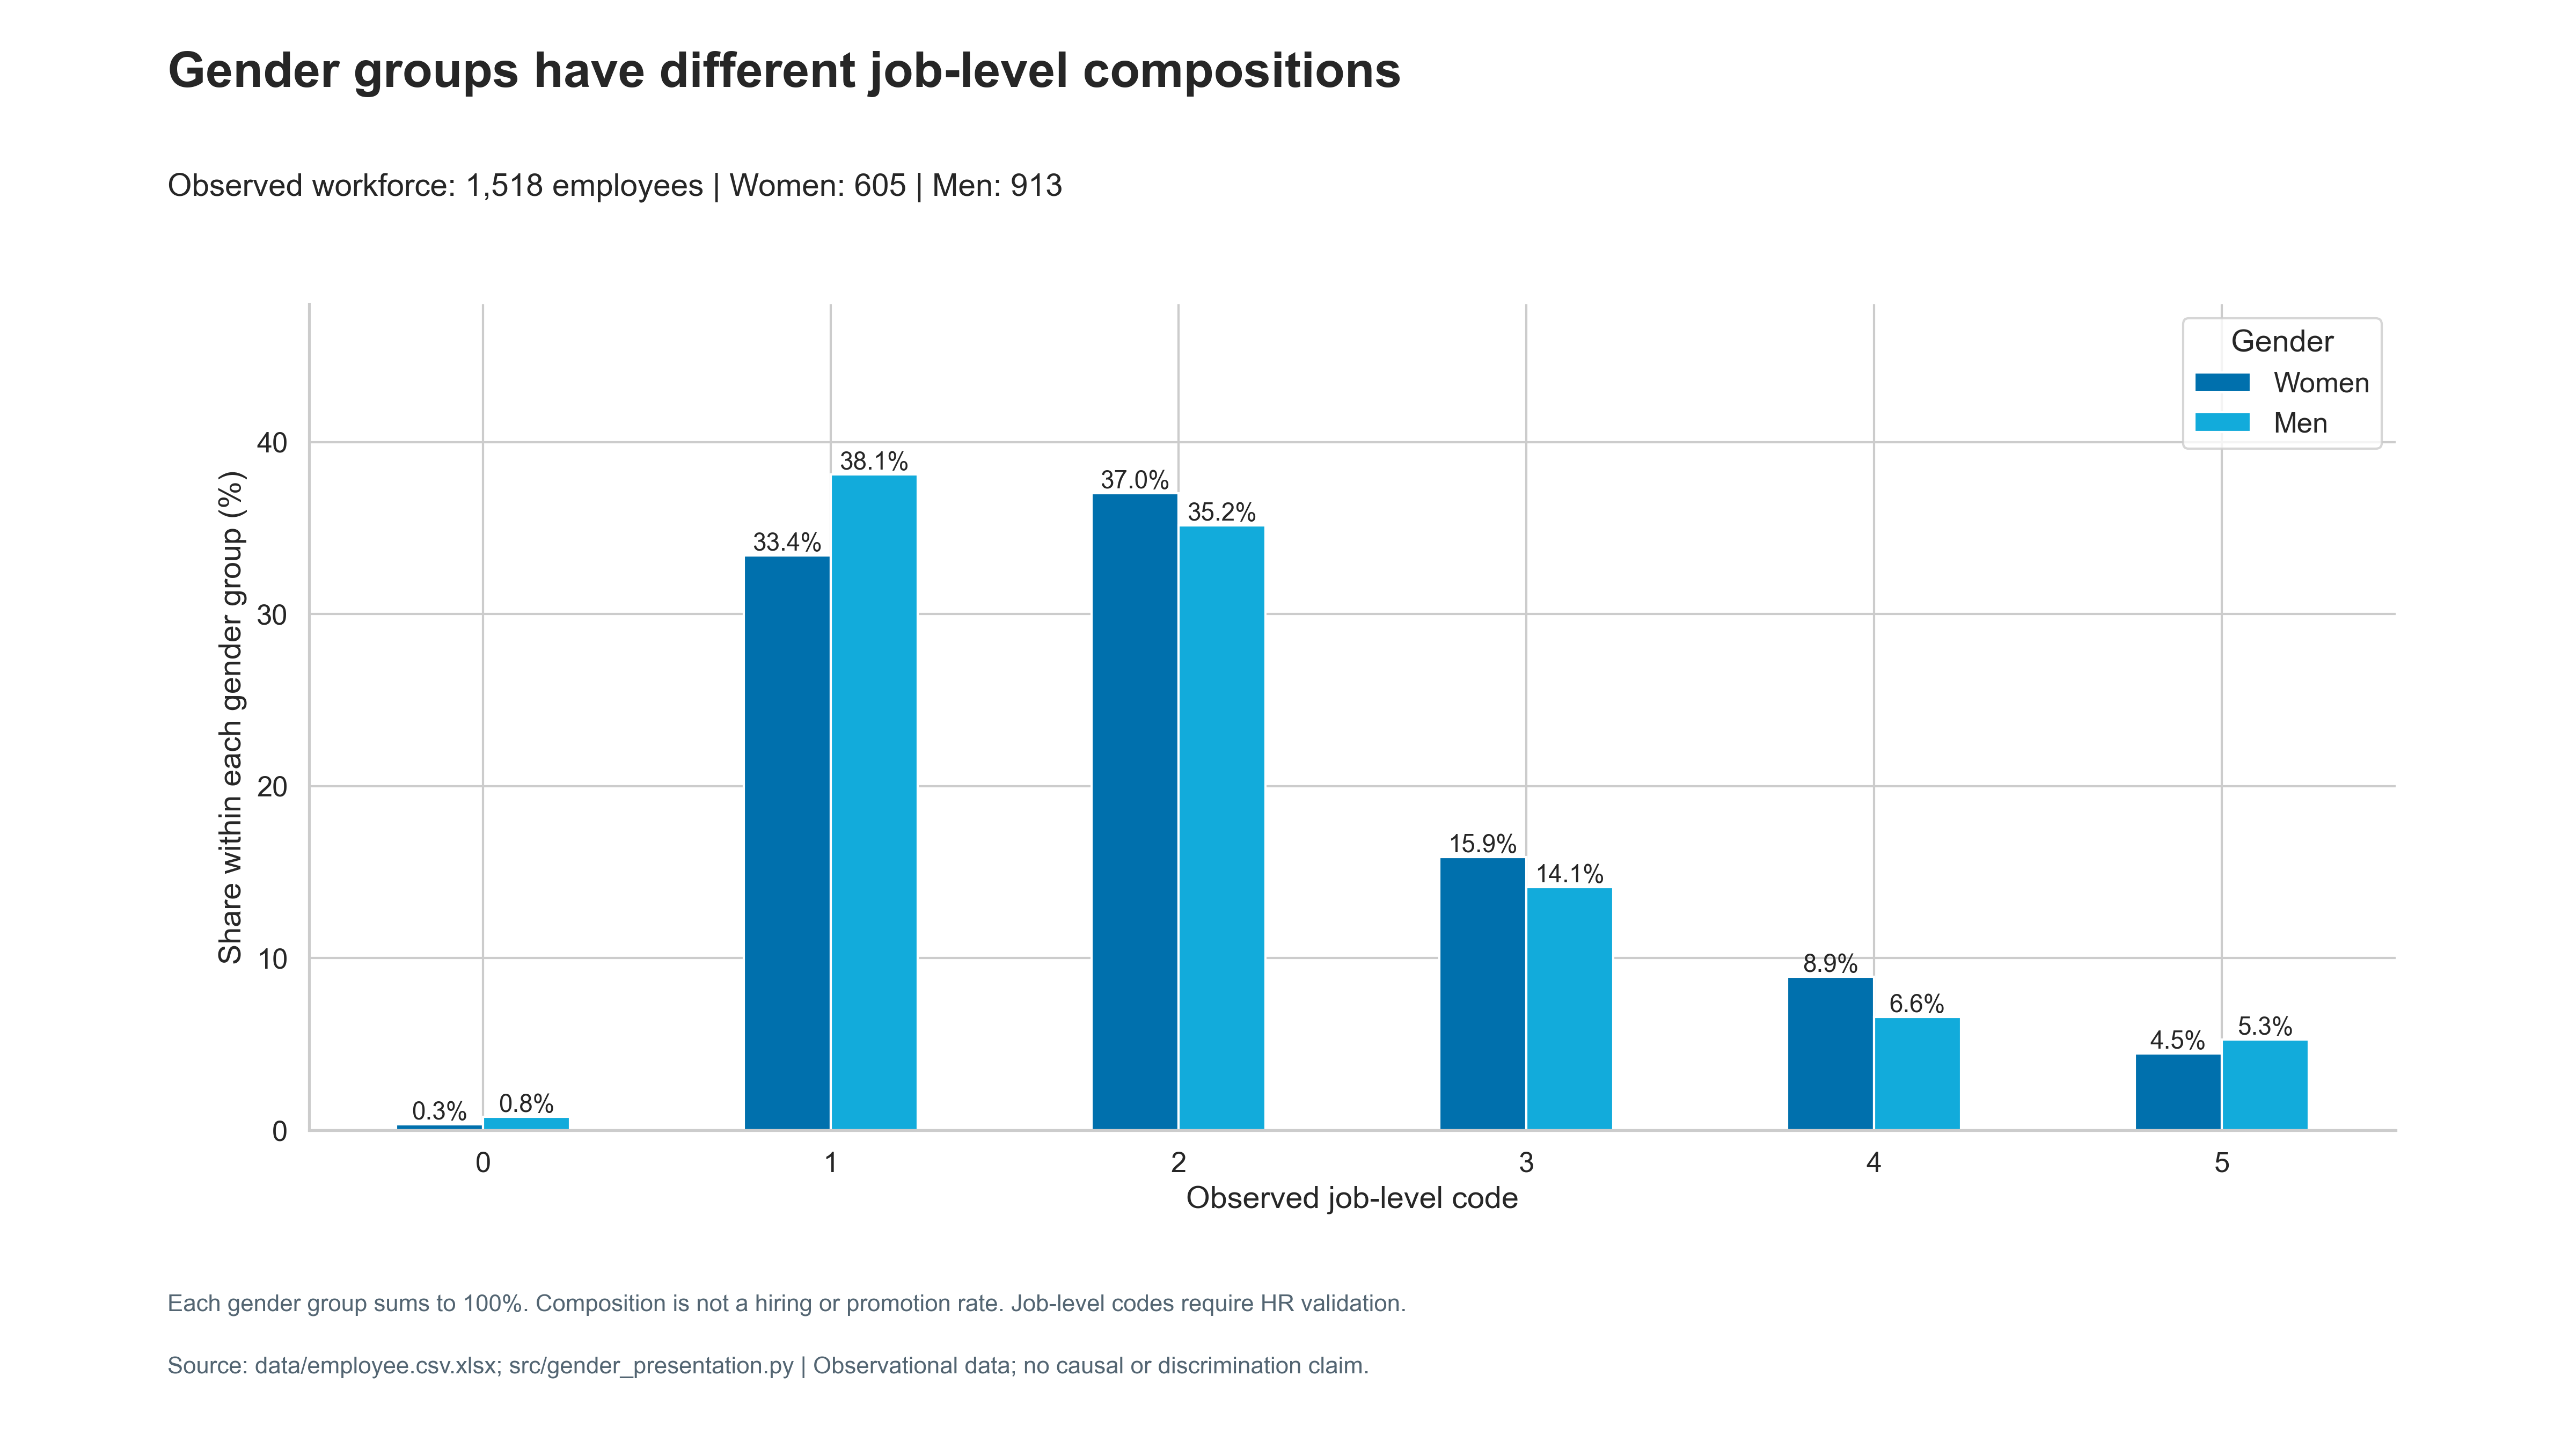 Gender groups have different job-level compositions
Observed workforce: 1,518 employees | Women: 605 | Men: 913
Gender
Women
Men
Share within each gender group (%)
40
30
20
10
0
33.4%
38.1%
37.0%
35.2%
15.9%
14.1%
8.9%
6.6%
4.5%
5.3%
0.3%
0.8%
0
1
2
3
4
5
Observed job-level code
Each gender group sums to 100%. Composition is not a hiring or promotion rate. Job-level codes require HR validation.
Source: data/employee.csv.xlsx; src/gender_presentation.py | Observational data; no causal or discrimination claim.